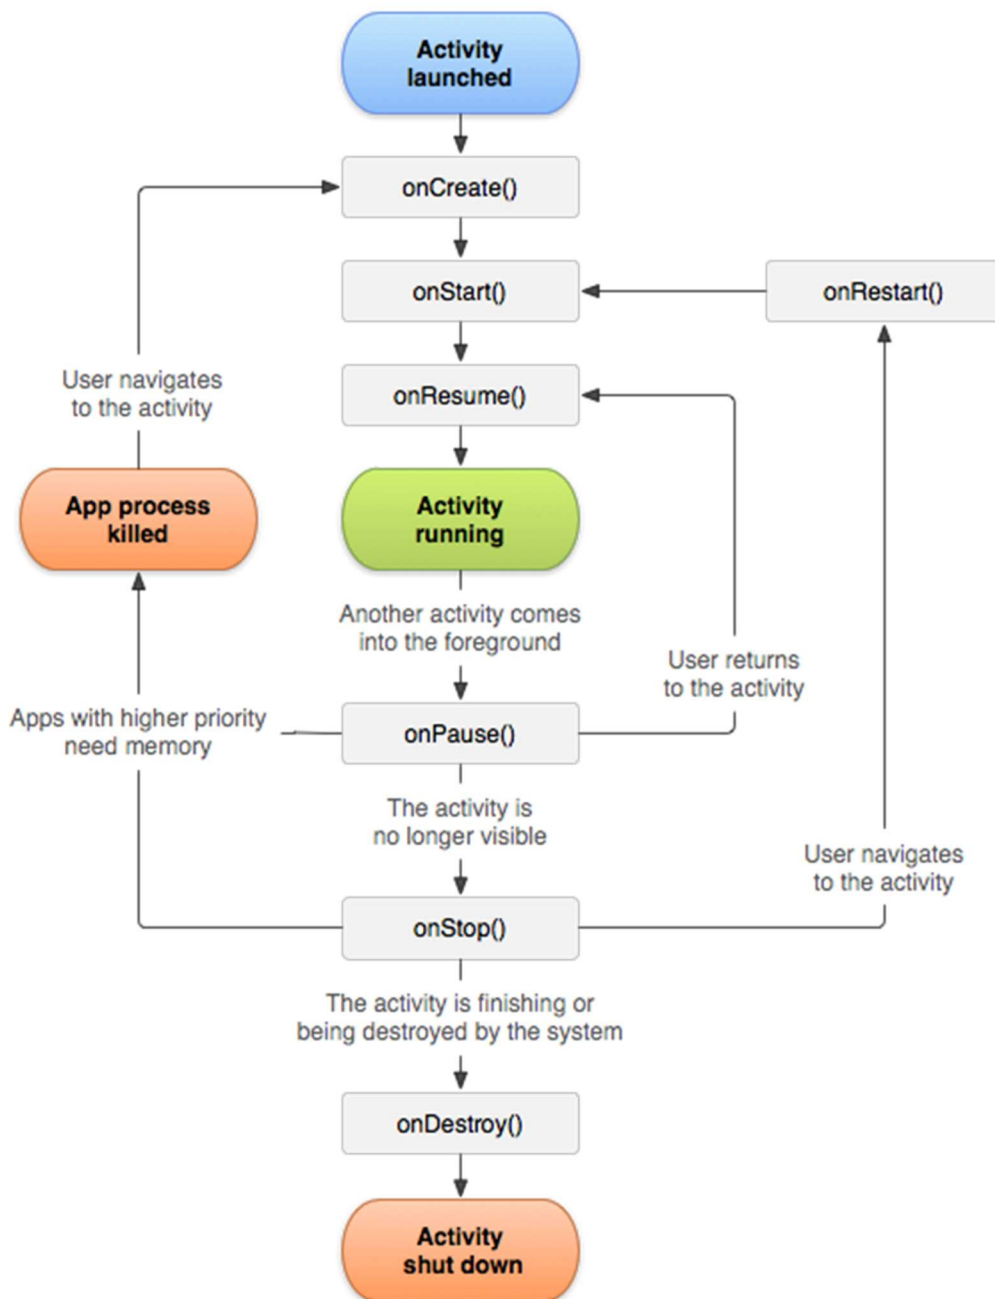 Activity
launched
onCreate()
onStart()
onRestart()
User navigates
to the activity
onResume()
App process
killed
Activity
running
Another activity comes
into the foreground
User returns
to the activity
Apps with higher priority
need memory
onPause()
The activity is
no longer visible
User navigates
to the activity
onStop()
The activity is finishing or
being destroyed by the system
onDestroy()
Activity
shut down